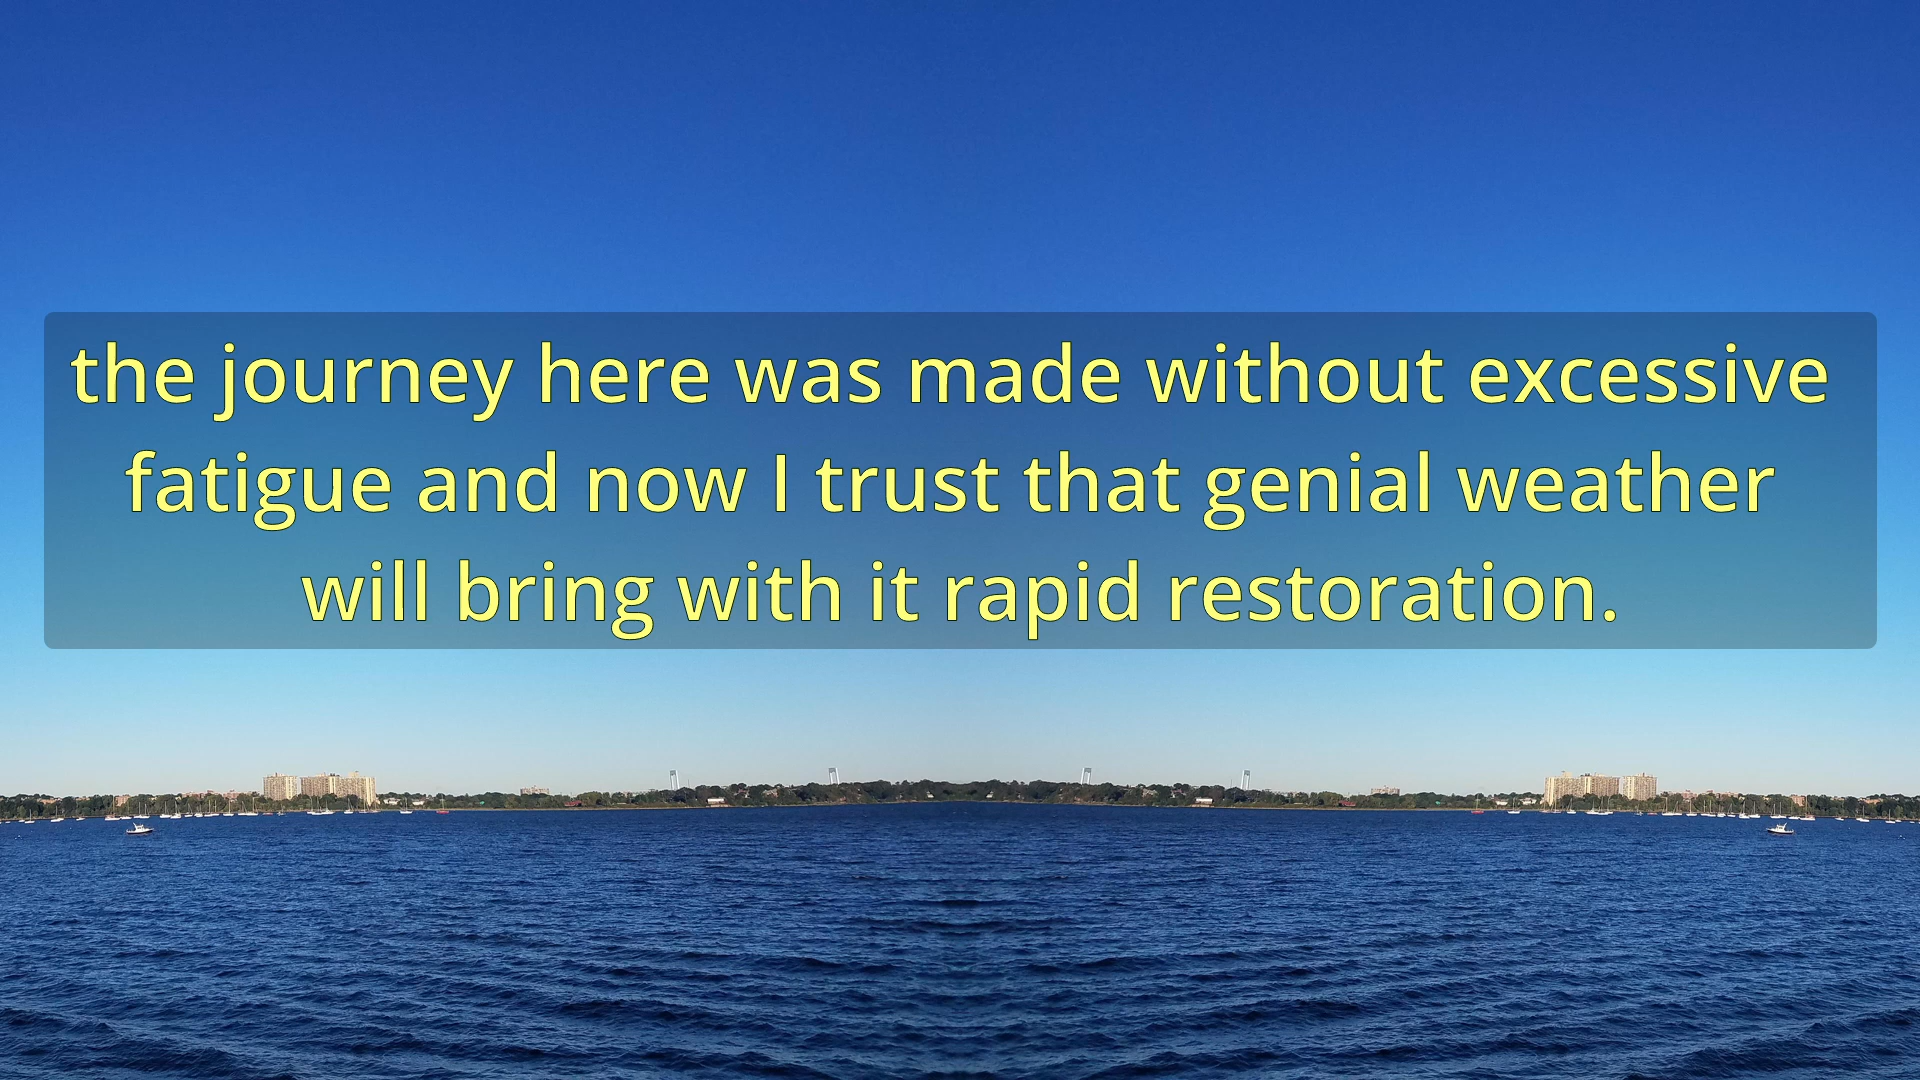 the journey here was made without excessive
fatigue and now I trust that genial weather
will bring with it rapid restoration.